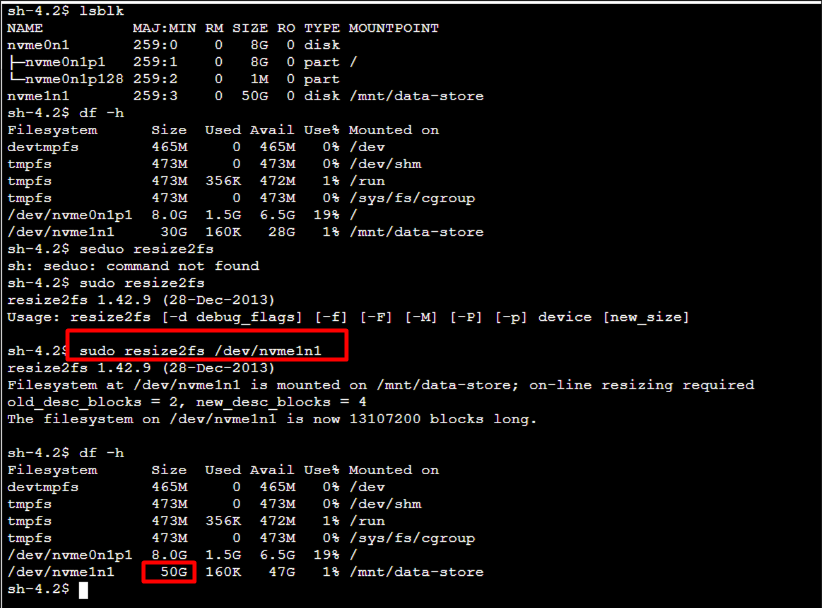 sh-4.2$ lsblk
NAME          MAJ:MIN RM SIZE RO TYPE MOUNTPOINT
nvme0n1       259:0    0   8G  0 disk
├─nvme0n1p1   259:1    0   8G  0 part /
└─nvme0n1p128 259:2    0   1M  0 part
nvme1n1       259:3    0  50G  0 disk /mnt/data-store
sh-4.2$ df -h
Filesystem      Size  Used Avail Use% Mounted on
devtmpfs        465M     0  465M   0% /dev
tmpfs           473M     0  473M   0% /dev/shm
tmpfs           473M  356K  472M   1% /run
tmpfs           473M     0  473M   0% /sys/fs/cgroup
/dev/nvme0n1p1  8.0G  1.5G  6.5G  19% /
/dev/nvme1n1     30G  160K   28G   1% /mnt/data-store
sh-4.2$ seduo resize2fs
sh: seduo: command not found
sh-4.2$ sudo resize2fs
resize2fs 1.42.9 (28-Dec-2013)
Usage: resize2fs [-d debug_flags] [-f] [-F] [-M] [-P] [-p] device [new_size]
sh-4.2$ sudo resize2fs /dev/nvme1n1
resize2fs 1.42.9 (28-Dec-2013)
Filesystem at /dev/nvme1n1 is mounted on /mnt/data-store; on-line resizing required
old_desc_blocks = 2, new_desc_blocks = 4
The filesystem on /dev/nvme1n1 is now 13107200 blocks long.
sh-4.2$ df -h
Filesystem      Size  Used Avail Use% Mounted on
devtmpfs        465M     0  465M   0% /dev
tmpfs           473M     0  473M   0% /dev/shm
tmpfs           473M  356K  472M   1% /run
tmpfs           473M     0  473M   0% /sys/fs/cgroup
/dev/nvme0n1p1  8.0G  1.5G  6.5G  19% /
/dev/nvme1n1     50G  160K   47G   1% /mnt/data-store
sh-4.2$